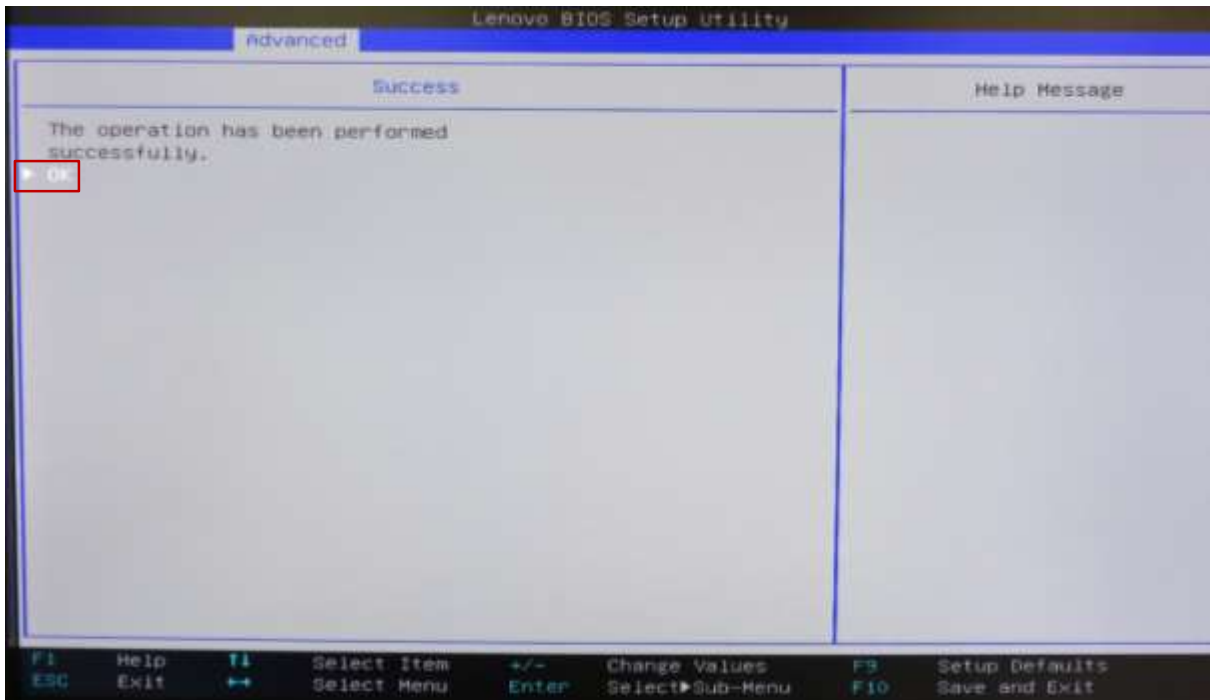 Lenovo BIOS Setup Utility
Advanced
Success
The operation has been performed
successfully.
▶ OK
Help Message
F1 Help ↑↓ Select Item +/- Change Values F9 Setup Defaults
ESC Exit ←→ Select Menu Enter Select▶Sub-Menu F10 Save and Exit